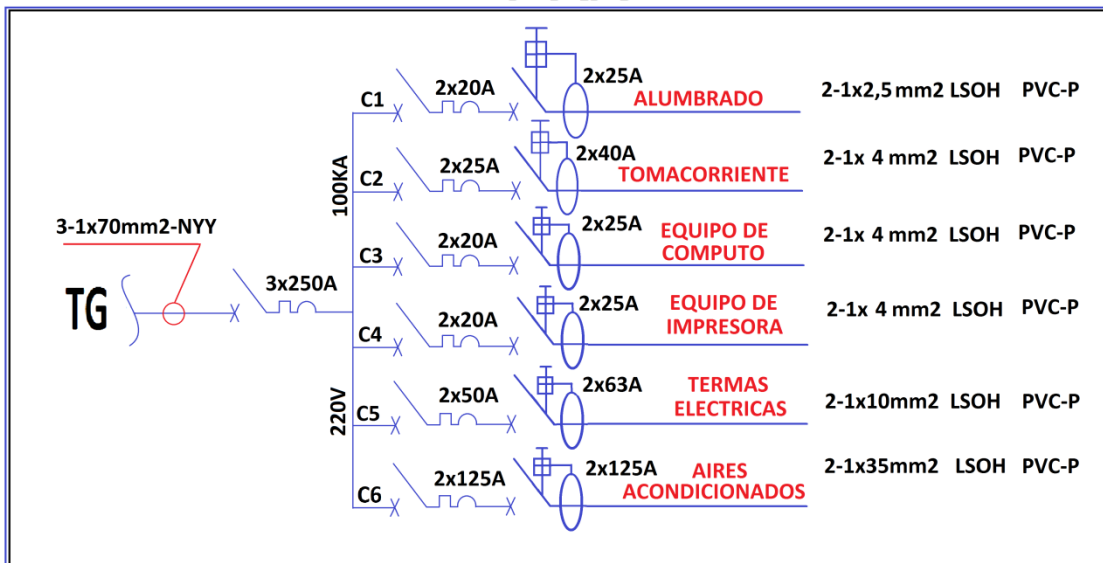 C1 2x20A 2x25A ALUMBRADO 2-1x2,5 mm2 LSOH PVC-P
C2 2x25A 2x40A TOMACORRIENTE 2-1x 4 mm2 LSOH PVC-P
100KA
3-1x70mm2-NYY
C3 2x20A 2x25A EQUIPO DE
COMPUTO
2-1x 4 mm2 LSOH PVC-P
TG 3x250A
C4 2x20A 2x25A EQUIPO DE
IMPRESORA
2-1x 4 mm2 LSOH PVC-P
220V
C5 2x50A 2x63A TERMAS
ELECTRICAS
2-1x10mm2 LSOH PVC-P
C6 2x125A 2x125A AIRES
ACONDICIONADOS
2-1x35mm2 LSOH PVC-P